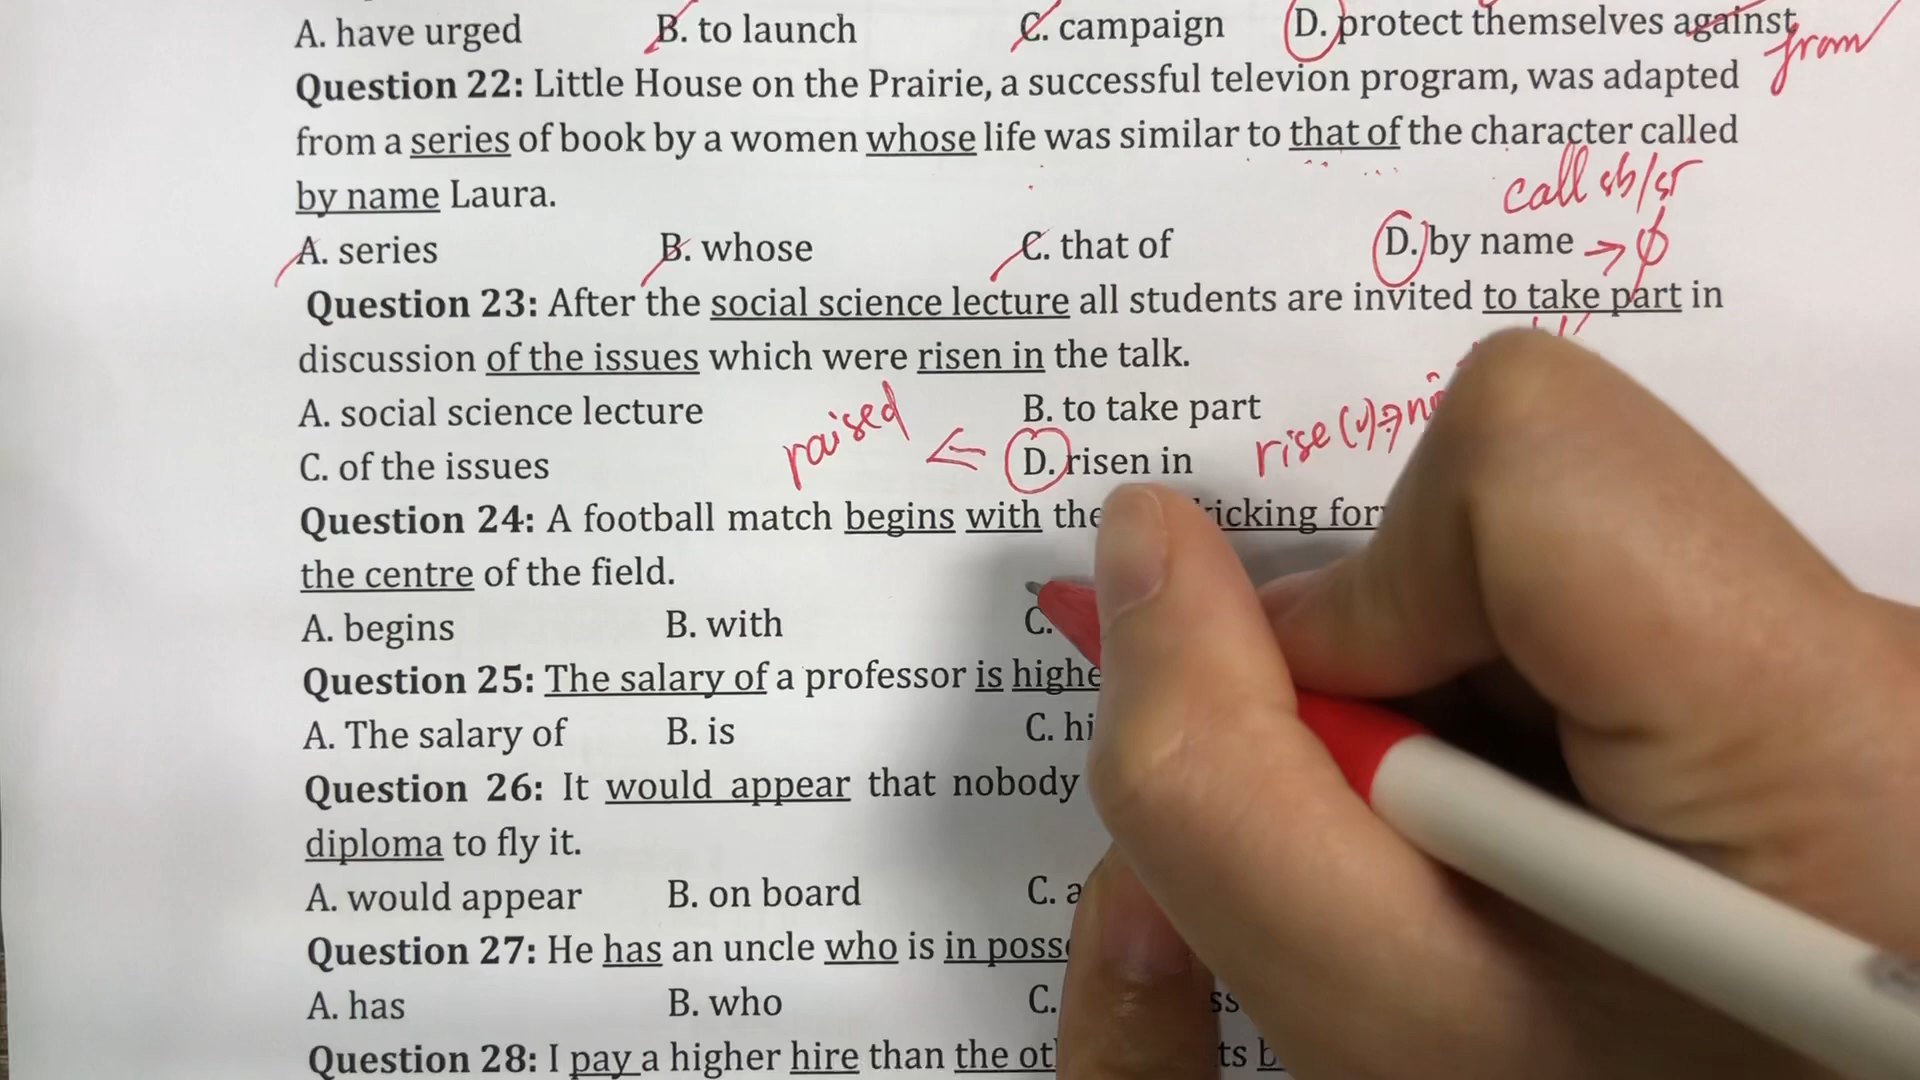 A. have urged B. to launch C. campaign D. protect themselves against
from
Question 22: Little House on the Prairie, a successful televion program, was adapted
from a series of book by a women whose life was similar to that of the character called
by name Laura.
call sb/st
A. series B. whose C. that of D. by name → ϕ
Question 23: After the social science lecture all students are invited to take part in
discussion of the issues which were risen in the talk.
A. social science lecture B. to take part
raised rise (v)
C. of the issues D. risen in
Question 24: A football match begins with the
the centre of the field.
A. begins B. with C.
Question 25: The salary of a professor is
A. The salary of B. is C.
Question 26: It would appear that nobody
diploma to fly it.
A. would appear B. on board C.
Question 27: He has an uncle who is in
A. has B. who C.
Question 28: I pay a higher hire than the